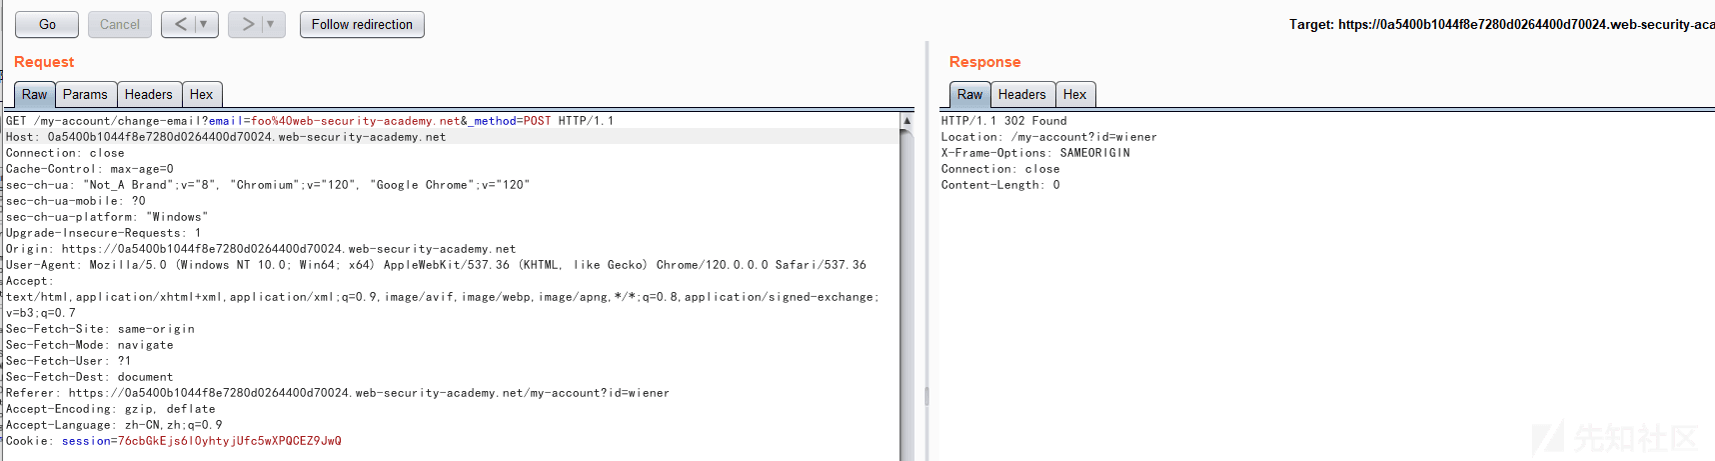 Go
Cancel
<
>
Follow redirection
Target: https://0a5400b1044f8e7280d0264400d70024.web-security-aca
Request
Raw
Params
Headers
Hex
GET /my-account/change-email?email=foo%40web-security-academy.net&_method=POST HTTP/1.1
Host: 0a5400b1044f8e7280d0264400d70024.web-security-academy.net
Connection: close
Cache-Control: max-age=0
sec-ch-ua: "Not_A Brand";v="8", "Chromium";v="120", "Google Chrome";v="120"
sec-ch-ua-mobile: ?0
sec-ch-ua-platform: "Windows"
Upgrade-Insecure-Requests: 1
Origin: https://0a5400b1044f8e7280d0264400d70024.web-security-academy.net
User-Agent: Mozilla/5.0 (Windows NT 10.0; Win64; x64) AppleWebKit/537.36 (KHTML, like Gecko) Chrome/120.0.0.0 Safari/537.36
Accept:
text/html,application/xhtml+xml,application/xml;q=0.9,image/avif,image/webp,image/apng,*/*;q=0.8,application/signed-exchange;
v=b3;q=0.7
Sec-Fetch-Site: same-origin
Sec-Fetch-Mode: navigate
Sec-Fetch-User: ?1
Sec-Fetch-Dest: document
Referer: https://0a5400b1044f8e7280d0264400d70024.web-security-academy.net/my-account?id=wiener
Accept-Encoding: gzip, deflate
Accept-Language: zh-CN,zh;q=0.9
Cookie: session=76cbGkEjs6l0yhtyjUfc5wXPQCEZ9JwQ
Response
Raw
Headers
Hex
HTTP/1.1 302 Found
Location: /my-account?id=wiener
X-Frame-Options: SAMEORIGIN
Connection: close
Content-Length: 0
先知社区